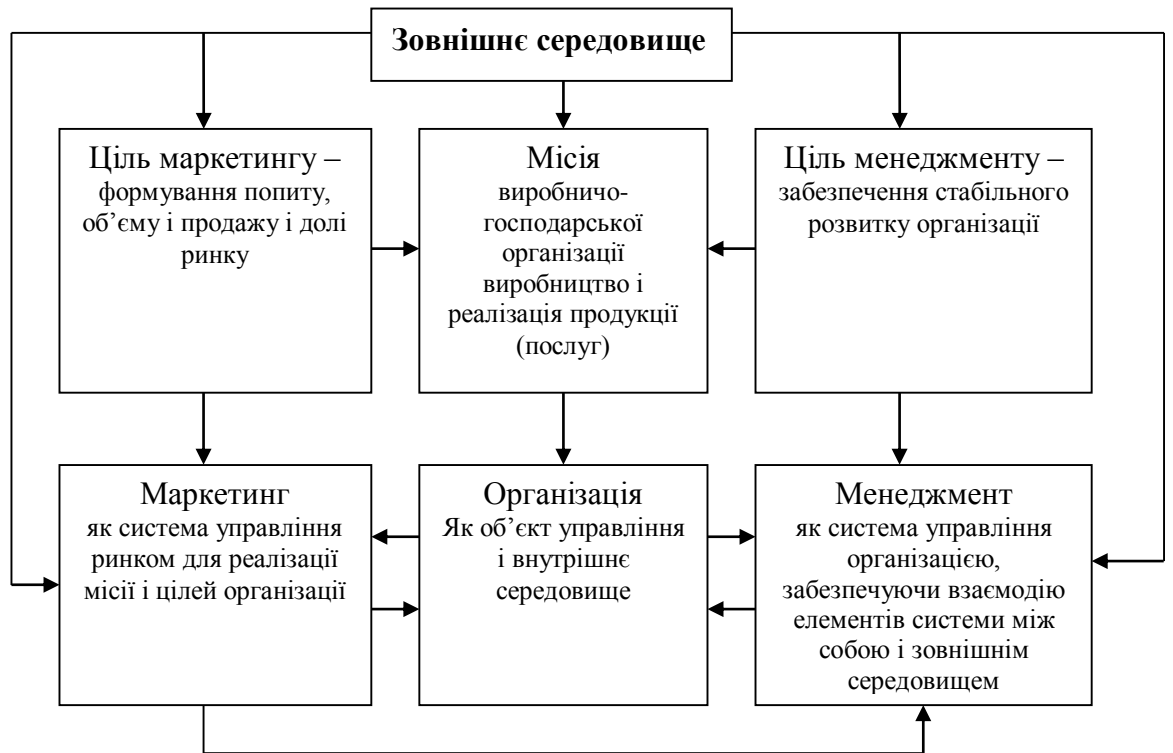 Зовнішнє середовище
Ціль маркетингу –
формування попиту,
об’єму і продажу і долі
ринку
Місія
виробничо-
господарської
організації
виробництво і
реалізація продукції
(послуг)
Ціль менеджменту –
забезпечення стабільного
розвитку організації
Маркетинг
як система управління
ринком для реалізації
місії і цілей організації
Організація
Як об’єкт управління
і внутрішнє
середовище
Менеджмент
як система управління
організацією,
забезпечуючи взаємодію
елементів системи між
собою і зовнішнім
середовищем